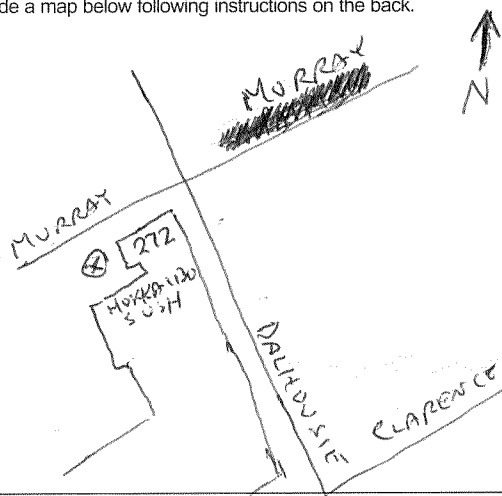 de a map below following instructions on the back.
MURRAY
N
MURRAY
272
HOKKAIDO
SUSH
DALHOUSIE
CLARENCE